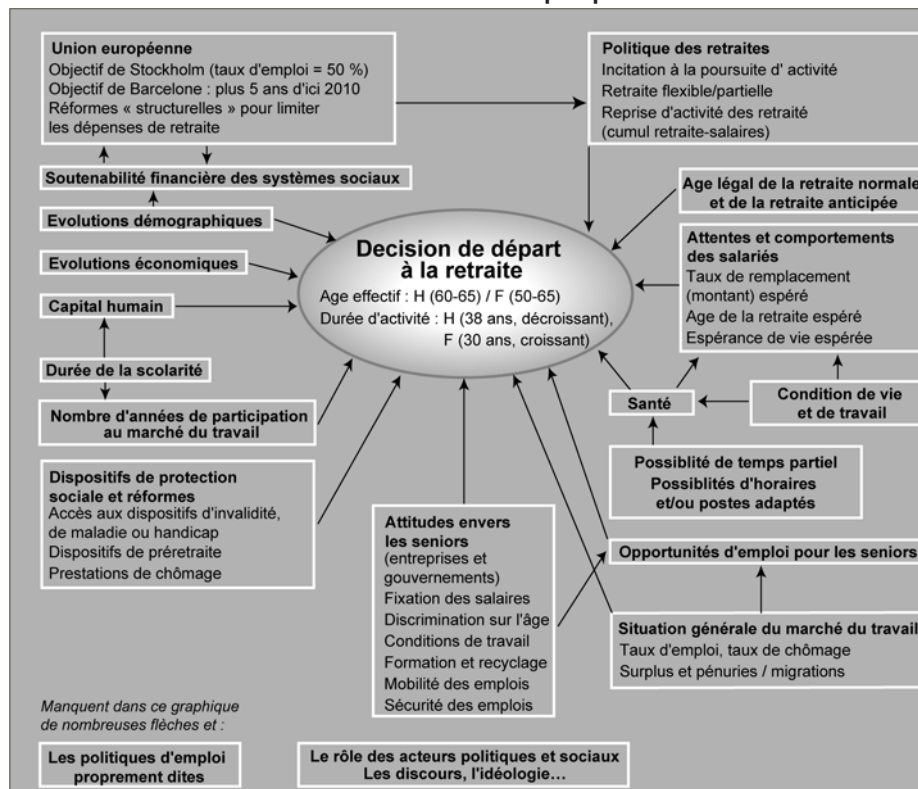 Union européenne
Objectif de Stockholm (taux d'emploi = 50 %)
Objectif de Barcelone : plus 5 ans d'ici 2010
Réformes « structurelles » pour limiter
les dépenses de retraite
Politique des retraites
Incitation à la poursuite d' activité
Retraite flexible/partielle
Reprise d'activité des retraité
(cumul retraite-salaires)
Soutenabilité financière des systèmes sociaux
Evolutions démographiques
Evolutions économiques
Capital humain
Durée de la scolarité
Nombre d'années de participation
au marché du travail
Decision de départ
à la retraite
Age effectif : H (60-65) / F (50-65)
Durée d'activité : H (38 ans, décroissant),
F (30 ans, croissant)
Age légal de la retraite normale
et de la retraite anticipée
Attentes et comportements
des salariés
Taux de remplacement
(montant) espéré
Age de la retraite espéré
Espérance de vie espérée
Santé
Condition de vie
et de travail
Possiblité de temps partiel
Possiblités d'horaires
et/ou postes adaptés
Dispositifs de protection
sociale et réformes
Accès aux dispositifs d'invalidité,
de maladie ou handicap
Dispositifs de préretraite
Prestations de chômage
Attitudes envers
les seniors
(entreprises et
gouvernements)
Fixation des salaires
Discrimination sur l'âge
Conditions de travail
Formation et recyclage
Mobilité des emplois
Sécurité des emplois
Opportunités d'emploi pour les seniors
Situation générale du marché du travail
Taux d'emploi, taux de chômage
Surplus et pénuries / migrations
Manquent dans ce graphique
de nombreuses flèches et :
Les politiques d'emploi
proprement dites
Le rôle des acteurs politiques et sociaux
Les discours, l'idéologie...